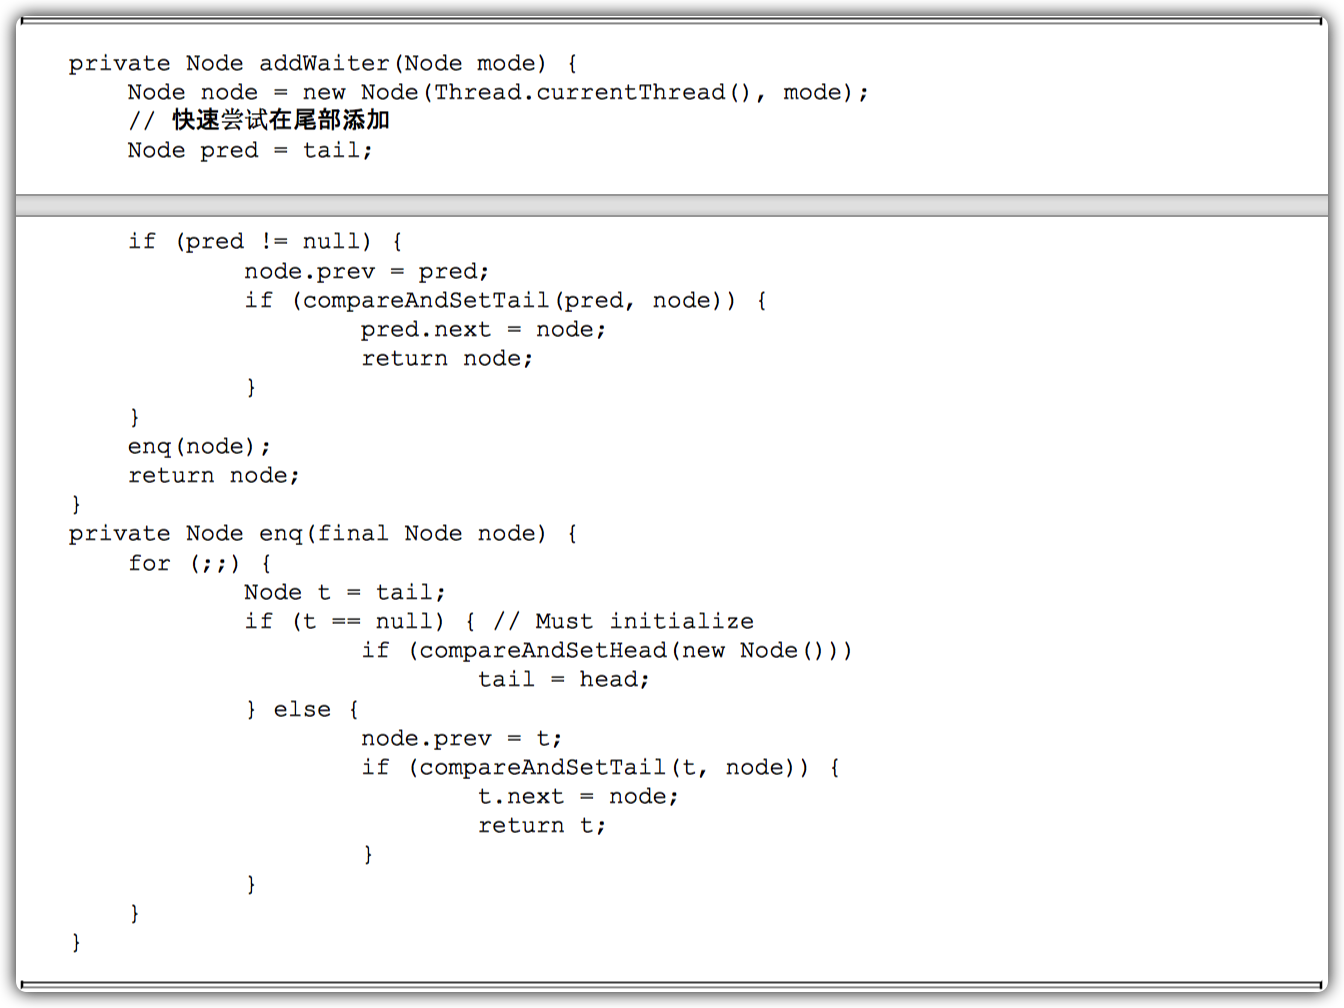 private Node addWaiter(Node mode) {
Node node = new Node(Thread.currentThread(), mode);
// 快速尝试在尾部添加
Node pred = tail;
if (pred != null) {
node.prev = pred;
if (compareAndSetTail(pred, node)) {
pred.next = node;
return node;
}
}
enq(node);
return node;
}
private Node enq(final Node node) {
for (;;) {
Node t = tail;
if (t == null) { // Must initialize
if (compareAndSetHead(new Node()))
tail = head;
} else {
node.prev = t;
if (compareAndSetTail(t, node)) {
t.next = node;
return t;
}
}
}
}